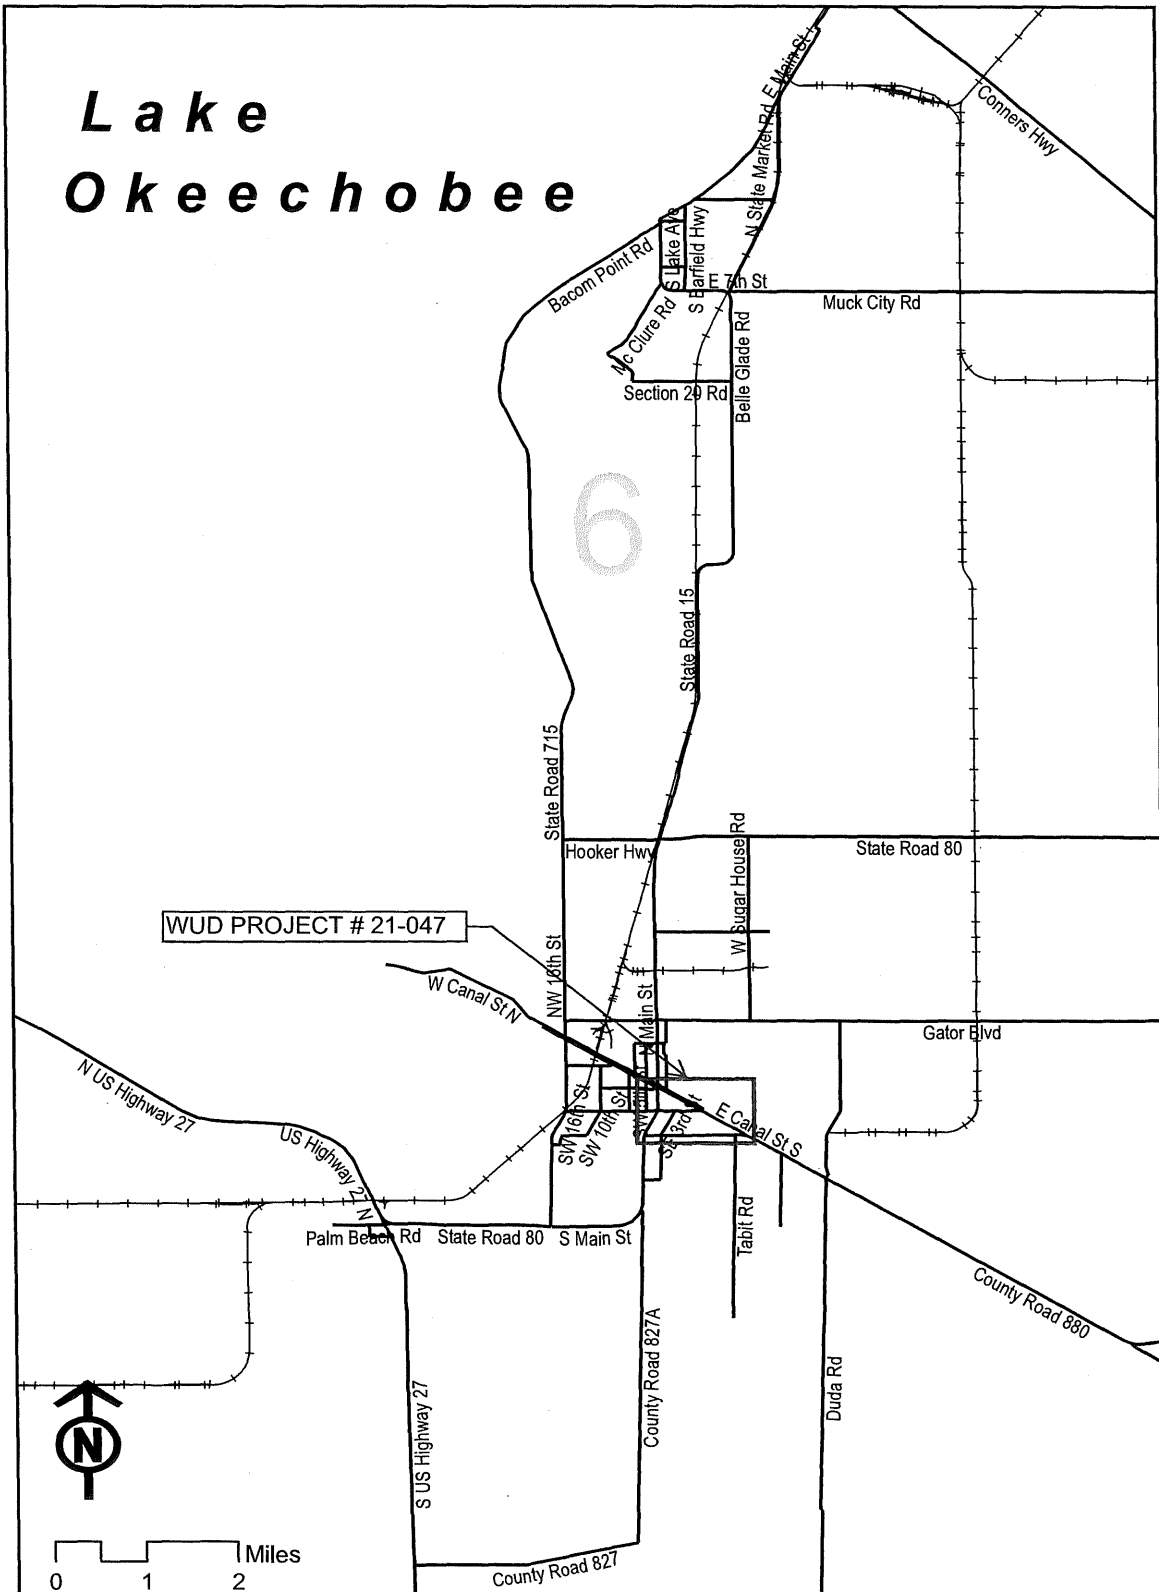 Lake
Okeechobee
E Main St
Conners Hwy
N State Market Rd
S Lake Ave
S Barfield Hwy
Bacom Point Rd
E 7th St
Muck City Rd
Mc Clure Rd
Belle Glade Rd
Section 20 Rd
6
State Road 15
State Road 715
Hooker Hwy
W Sugar House Rd
State Road 80
WUD PROJECT # 21-047
NW 16th St
W Canal St N
N Main St
Gator Blvd
N US Highway 27
US Highway 27 N
SW 16th St
SW 10th St
SE 3rd St
E Canal St S
Palm Beach Rd
State Road 80
S Main St
Tabit Rd
County Road 880
County Road 827A
Duda Rd
S US Highway 27
N
Miles
0 1 2
County Road 827